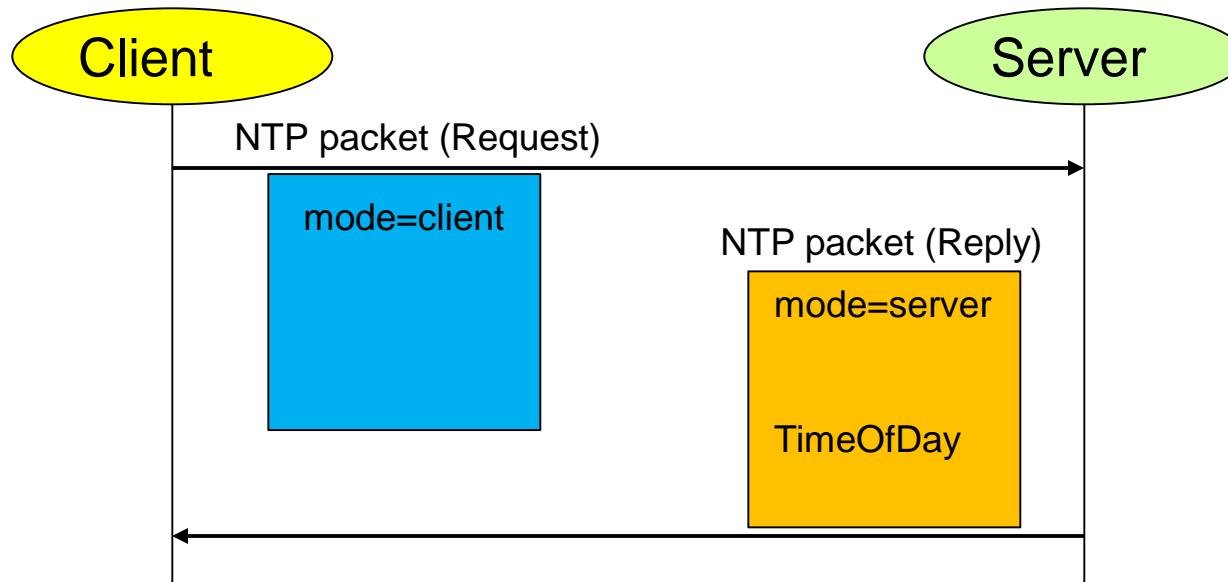 Client
Server
NTP packet (Request)
mode=client
NTP packet (Reply)
mode=server
TimeOfDay